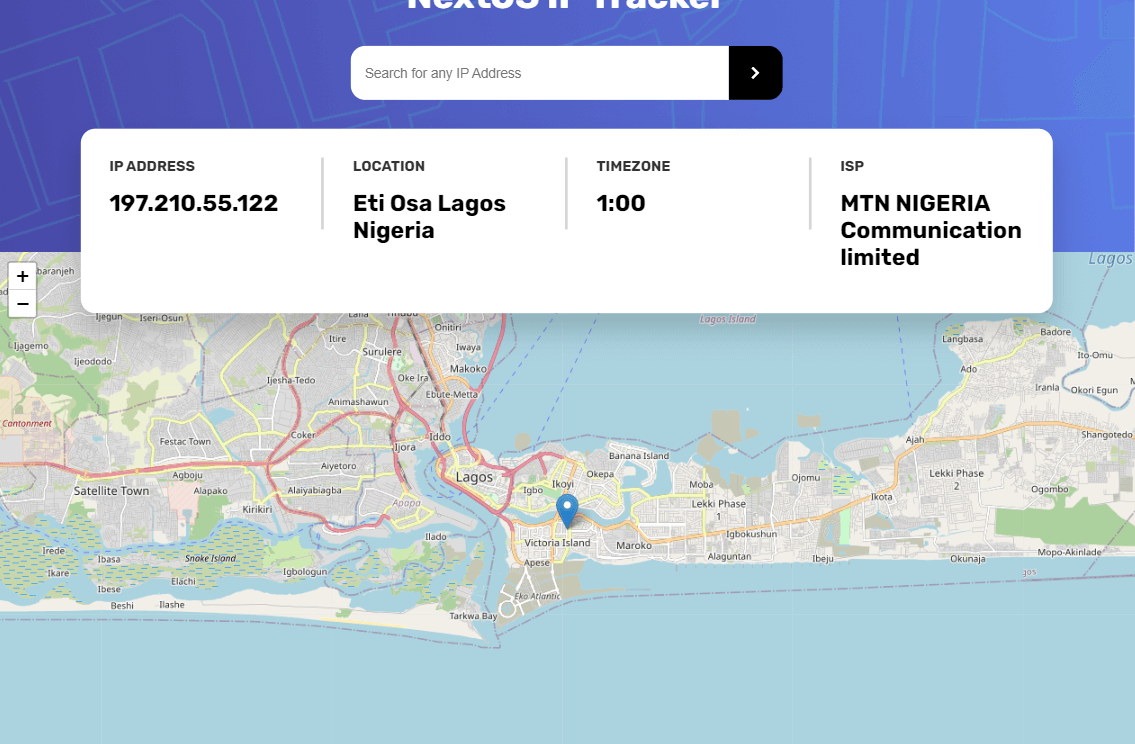 NextOS IP Tracker
Search for any IP Address
IP ADDRESS
197.210.55.122
LOCATION
Eti Osa Lagos
Nigeria
TIMEZONE
1:00
ISP
MTN NIGERIA
Communication
limited
+
−
Lagos
Ijegun
Iseri-Osun
Itire
Onitiri
Lagos Island
Langbasa
Badore
Ijagemo
Ijeododo
Surulere
Iwaya
Makoko
Ado
Ito-Omu
Ijesha-Tedo
Oke Ira
Iranla
Okori Egun
Animashawun
Ebute-Metta
Cantonment
Festac Town
Coker
Ijora
Iddo
Ajah
Shangotedo
Agboju
Aiyetoro
Lagos
Banana Island
Satellite Town
Alapako
Alaiyabiagba
Apapa
Igbo
Ikoyi
Okepa
Moba
Ojomu
Ikota
Lekki Phase
2
Ogombo
Kirikiri
Lekki Phase
1
Irede
Ibasa
Snake Island
Ilado
Victoria Island
Maroko
Igbokushun
Alaguntan
Ibeju
Okunaja
Mopo-Akinlade
Ikare
Elachi
Igbologun
Apese
gos
Ibese
Beshi
Ilashe
Eko Atlantic
Tarkwa Bay